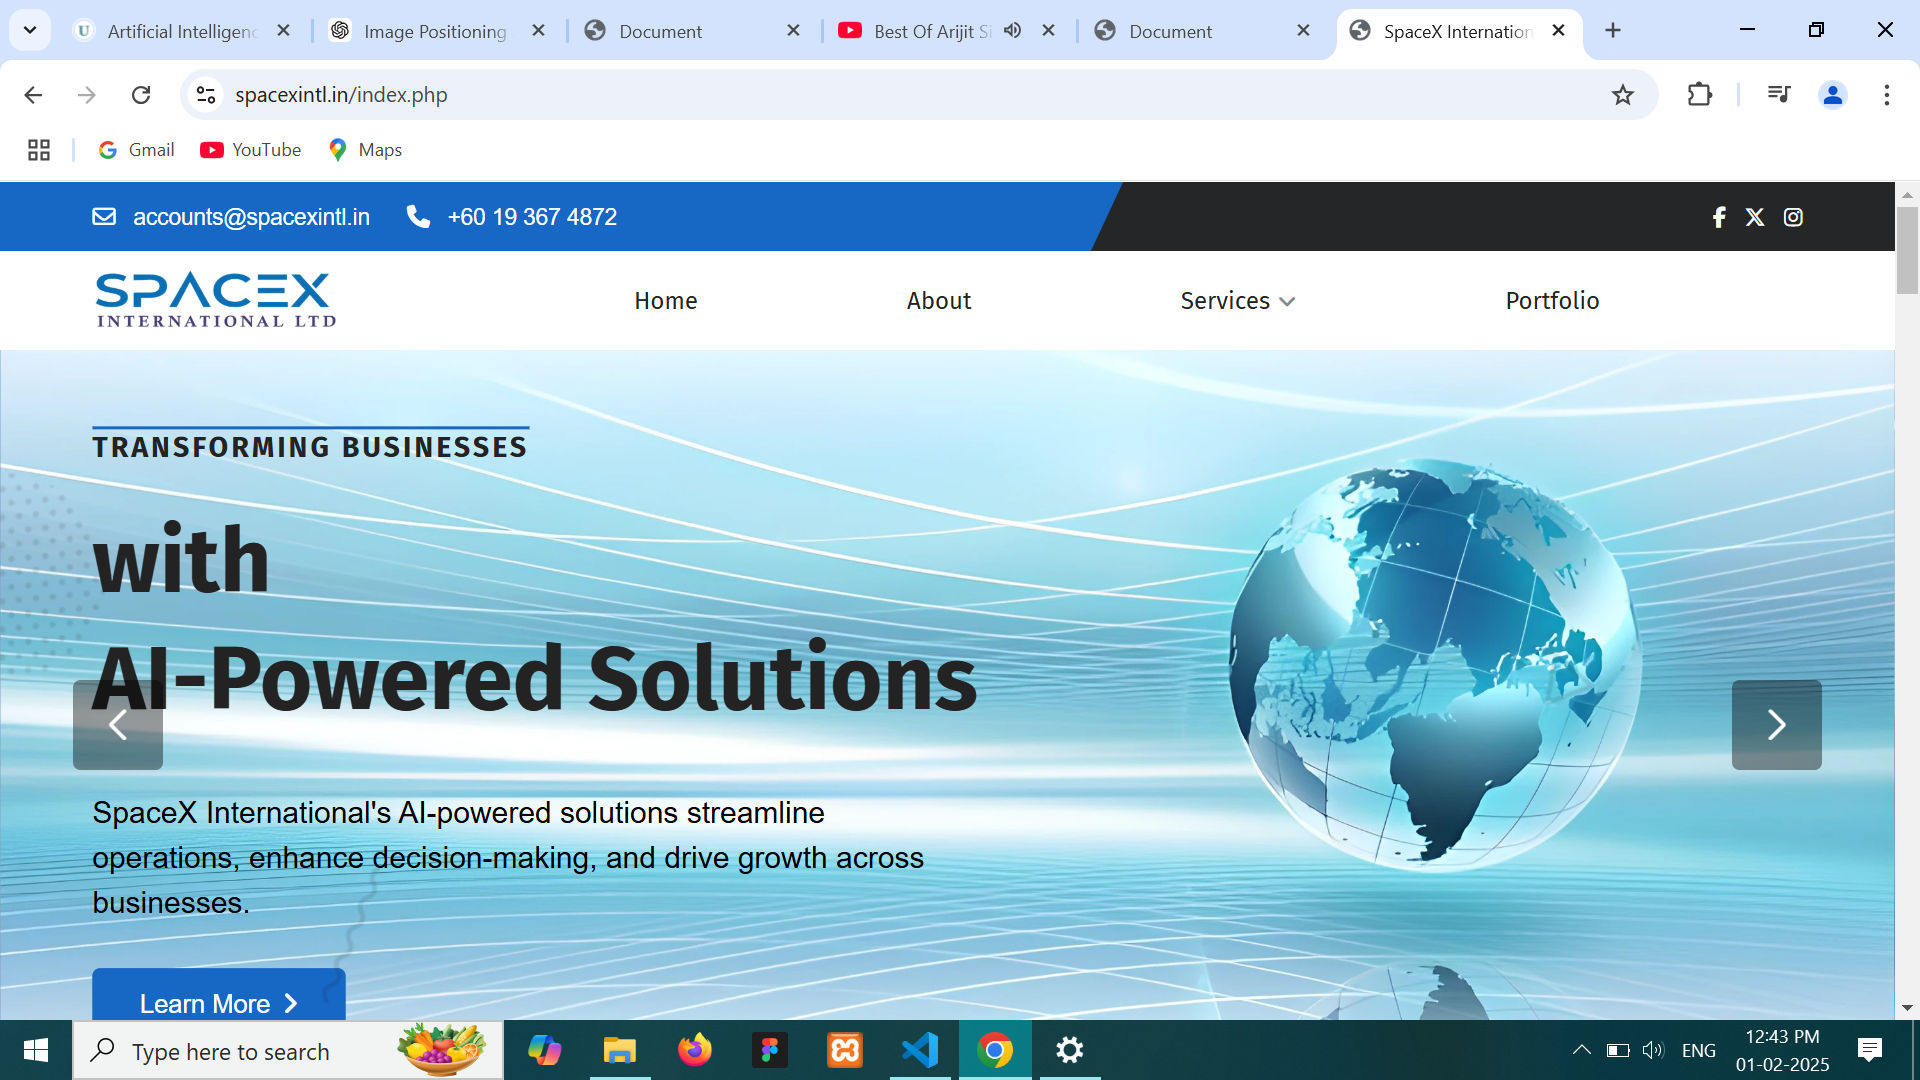 Artificial Intelligenc
Image Positioning
Document
Best Of Arijit Si
Document
SpaceX Internation
spacexintl.in/index.php
Gmail
YouTube
Maps
accounts@spacexintl.in
+60 19 367 4872
SPACEX
INTERNATIONAL LTD
Home
About
Services
Portfolio
TRANSFORMING BUSINESSES
with
AI-Powered Solutions
SpaceX International's AI-powered solutions streamline
operations, enhance decision-making, and drive growth across
businesses.
Learn More
Type here to search
ENG
12:43 PM
01-02-2025